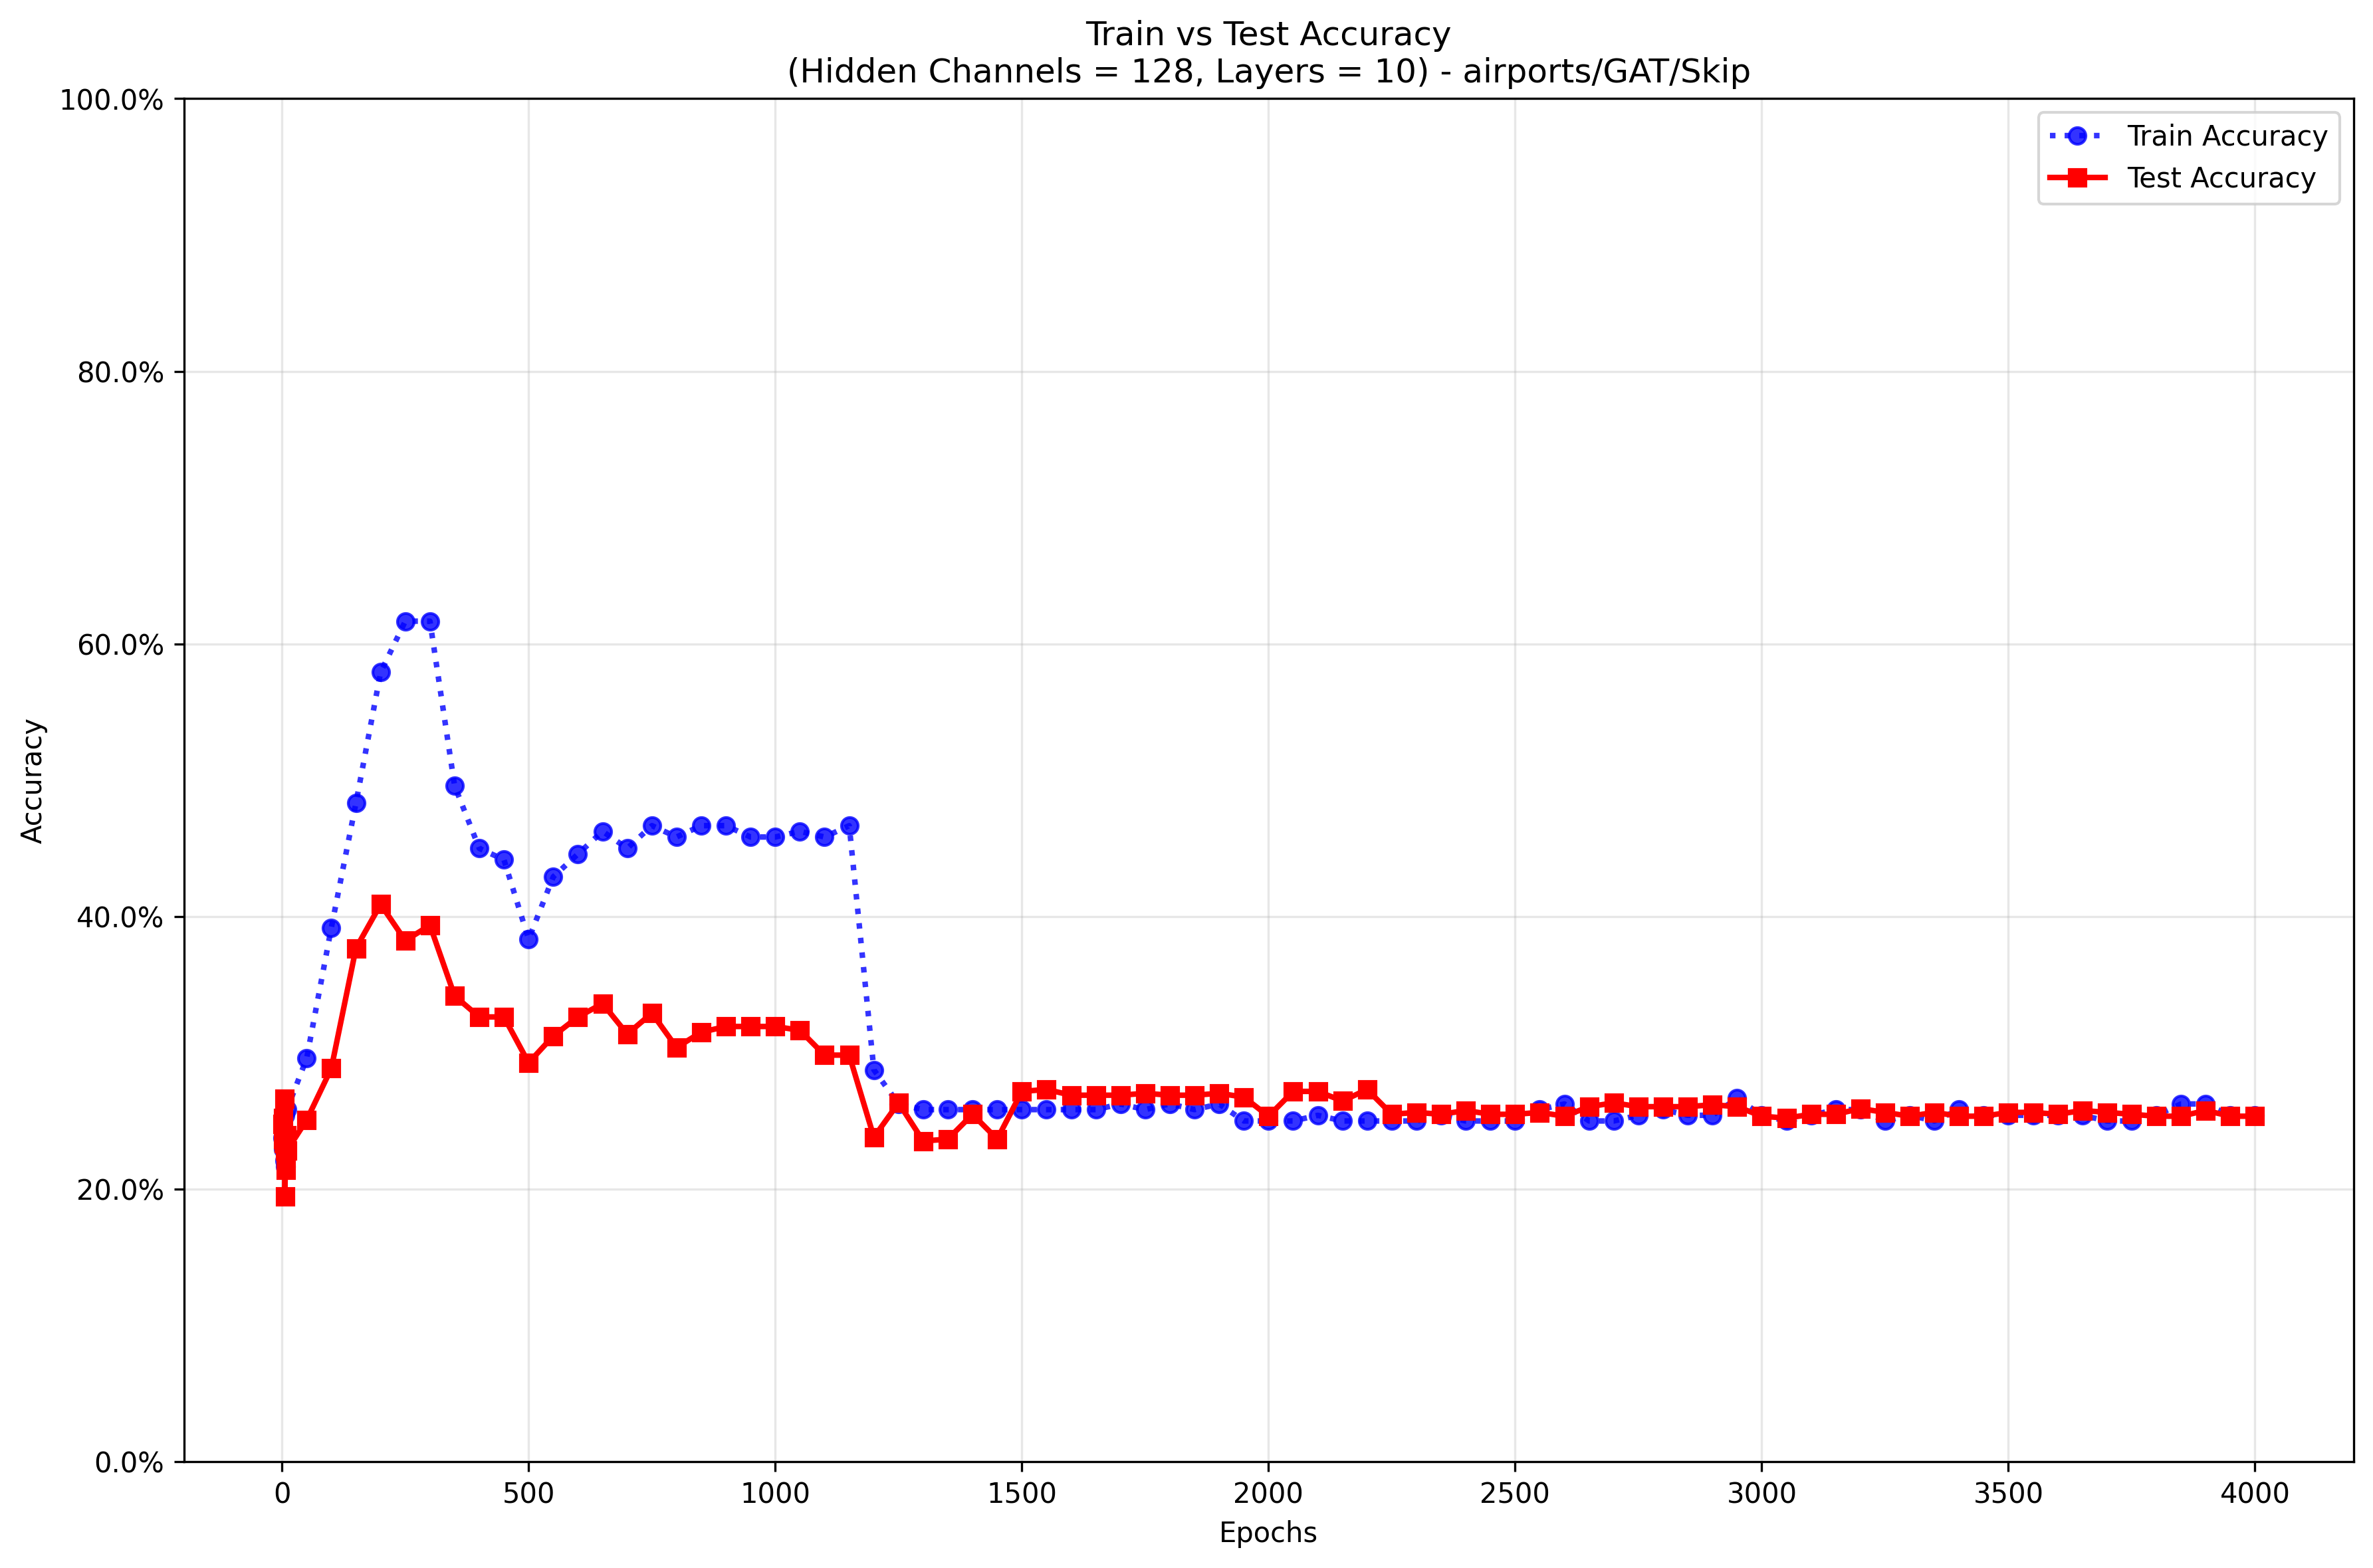 Train vs Test Accuracy
(Hidden Channels = 128, Layers = 10) - airports/GAT/Skip
Train Accuracy
Test Accuracy
Accuracy
100.0%
80.0%
60.0%
40.0%
20.0%
0.0%
0 500 1000 1500 2000 2500 3000 3500 4000
Epochs